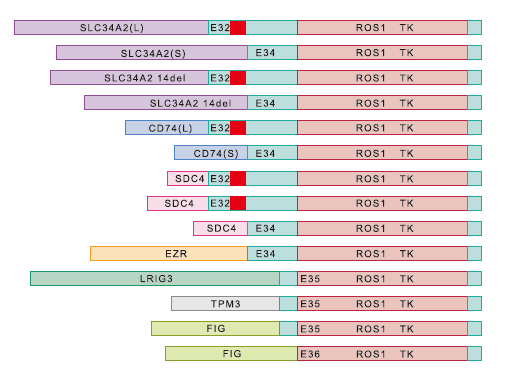 SLC34A2(L) E32 ROS1 TK
SLC34A2(S) E34 ROS1 TK
SLC34A2 14del E32 ROS1 TK
SLC34A2 14del E34 ROS1 TK
CD74(L) E32 ROS1 TK
CD74(S) E34 ROS1 TK
SDC4 E32 ROS1 TK
SDC4 E32 ROS1 TK
SDC4 E34 ROS1 TK
EZR E34 ROS1 TK
LRIG3 E35 ROS1 TK
TPM3 E35 ROS1 TK
FIG E35 ROS1 TK
FIG E36 ROS1 TK